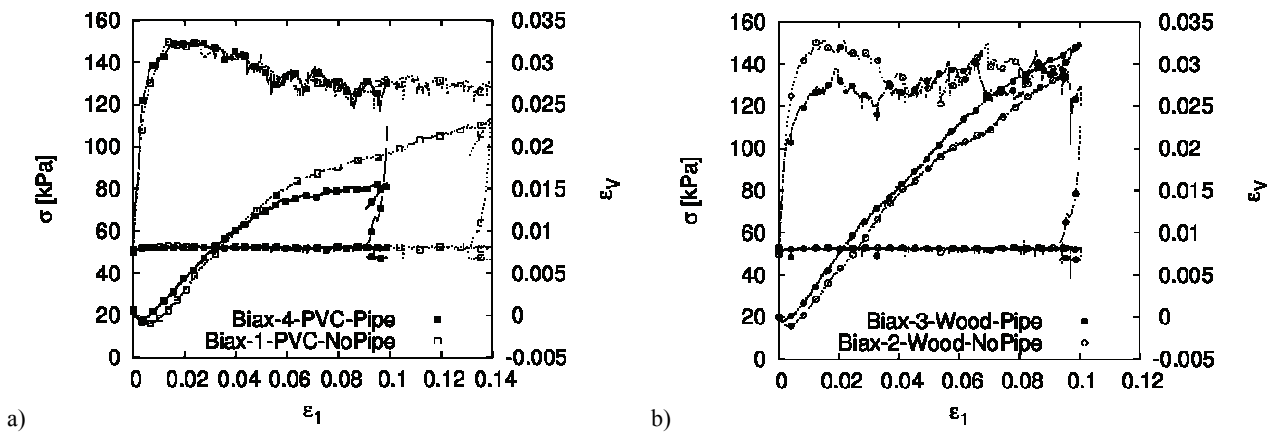 160
140
120
100
80
60
40
20
0
σ [kPa]
0.035
0.03
0.025
0.02
0.015
0.01
0.005
0
-0.005
εV
Biax-4-PVC-Pipe
Biax-1-PVC-NoPipe
0 0.02 0.04 0.06 0.08 0.1 0.12 0.14
ε1
a)
160
140
120
100
80
60
40
20
0
σ [kPa]
0.035
0.03
0.025
0.02
0.015
0.01
0.005
0
-0.005
εV
Biax-3-Wood-Pipe
Biax-2-Wood-NoPipe
0 0.02 0.04 0.06 0.08 0.1 0.12
ε1
b)